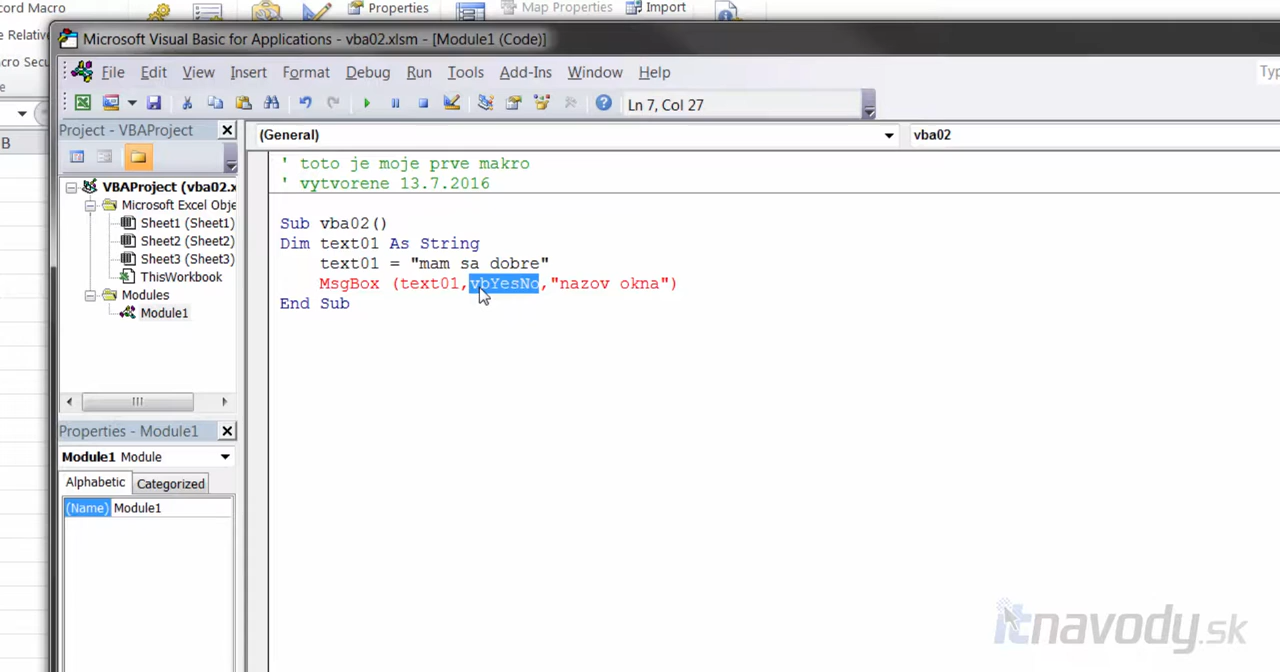 cord Macro
Relative
cro Secu
Properties
Map Properties
Import
B
Microsoft Visual Basic for Applications - vba02.xlsm - [Module1 (Code)]
File Edit View Insert Format Debug Run Tools Add-Ins Window Help
Typ
Ln 7, Col 27
Project - VBAProject
(General)
vba02
VBAProject (vba02.x
Microsoft Excel Obje
Sheet1 (Sheet1)
Sheet2 (Sheet2)
Sheet3 (Sheet3)
ThisWorkbook
Modules
Module1
' toto je moje prve makro
' vytvorene 13.7.2016
Sub vba02()
Dim text01 As String
text01 = "mam sa dobre"
MsgBox (text01,vbYesNo,"nazov okna")
End Sub
Properties - Module1
Module1 Module
Alphabetic Categorized
(Name) Module1
itnavody.sk